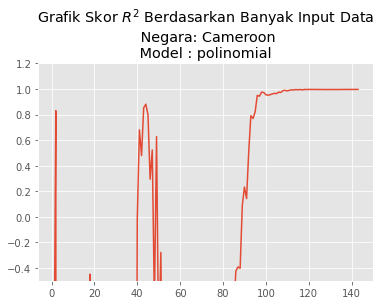 Grafik Skor R² Berdasarkan Banyak Input Data
Negara: Cameroon
Model : polinomial
1.2
1.0
0.8
0.6
0.4
0.2
0.0
−0.2
−0.4
0 20 40 60 80 100 120 140